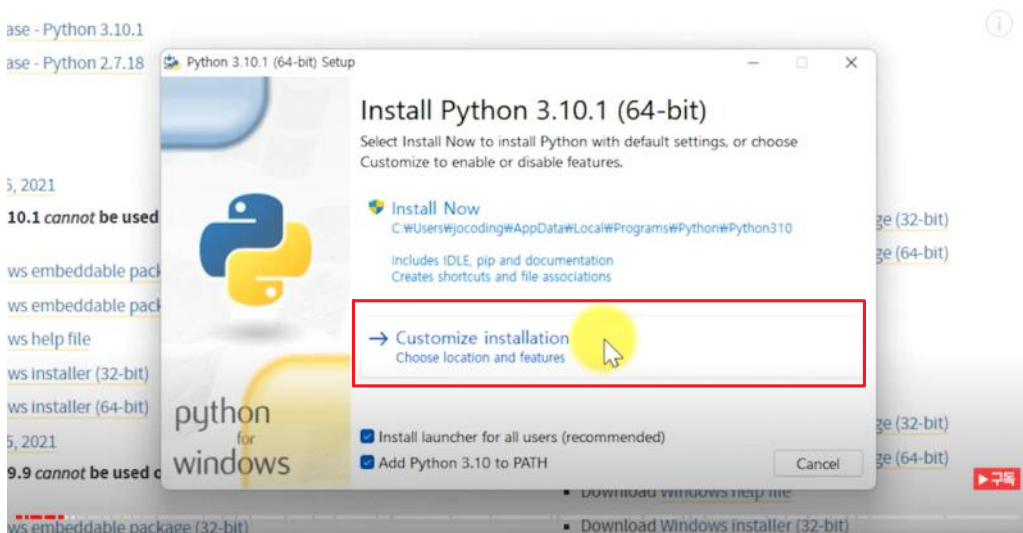 ase - Python 3.10.1
ase - Python 2.7.18
Python 3.10.1 (64-bit) Setup
Install Python 3.10.1 (64-bit)
Select Install Now to install Python with default settings, or choose
Customize to enable or disable features.
5, 2021
10.1 cannot be used
Install Now
C:₩Users₩jocoding₩AppData₩Local₩Programs₩Python₩Python310
ge (32-bit)
Includes IDLE, pip and documentation
Creates shortcuts and file associations
ge (64-bit)
ws embeddable pack
ws embeddable pack
ws help file
Customize installation
Choose location and features
ws installer (32-bit)
ws installer (64-bit)
python
for
windows
Install launcher for all users (recommended)
Add Python 3.10 to PATH
Cancel
ge (32-bit)
ge (64-bit)
5, 2021
9.9 cannot be used o
구독
Download Windows help file
ws embeddable package (32-bit)
Download Windows installer (32-bit)